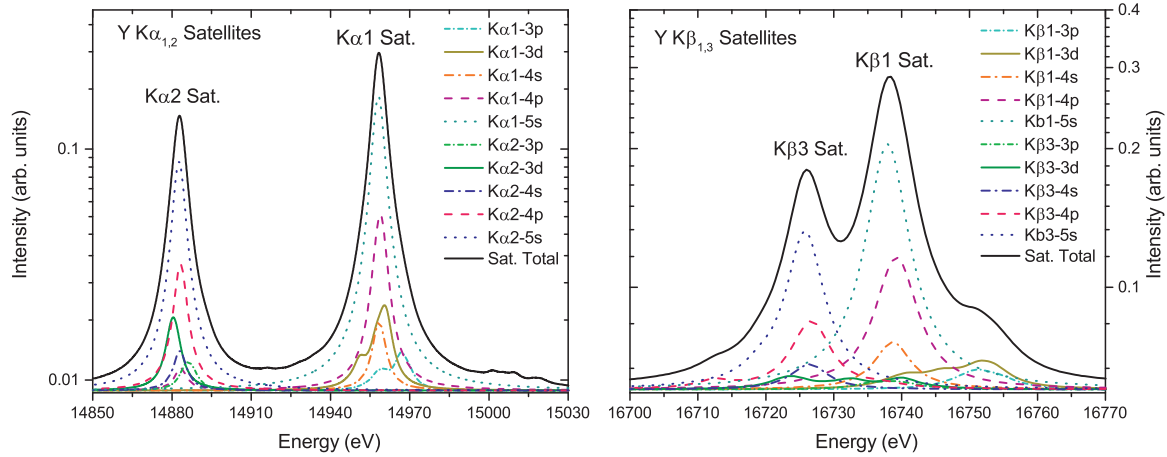 Y Kα1,2 Satellites
Kα1 Sat.
Kα2 Sat.
Kα1-3p
Kα1-3d
Kα1-4s
Kα1-4p
Kα1-5s
Kα2-3p
Kα2-3d
Kα2-4s
Kα2-4p
Kα2-5s
Sat. Total
Intensity (arb. units)
0.1
0.01
14850 14880 14910 14940 14970 15000 15030
Energy (eV)
Y Kβ1,3 Satellites
Kβ1 Sat.
Kβ3 Sat.
Kβ1-3p
Kβ1-3d
Kβ1-4s
Kβ1-4p
Kb1-5s
Kβ3-3p
Kβ3-3d
Kβ3-4s
Kβ3-4p
Kb3-5s
Sat. Total
0.4
0.3
0.2
0.1
Intensity (arb. units)
16700 16710 16720 16730 16740 16750 16760 16770
Energy (eV)